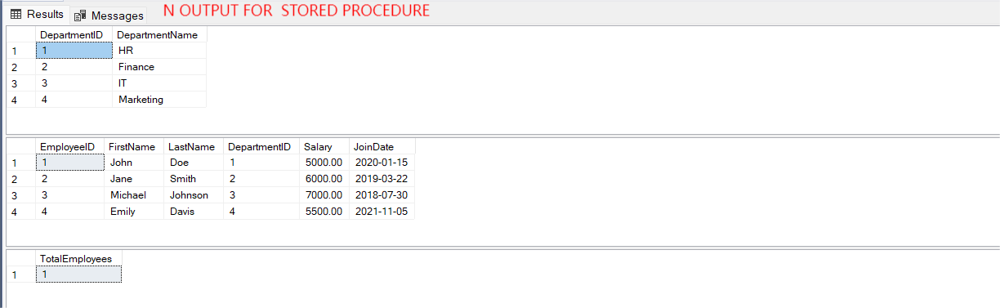 Results Messages N OUTPUT FOR STORED PROCEDURE
DepartmentID DepartmentName
1 1 HR
2 2 Finance
3 3 IT
4 4 Marketing
EmployeeID FirstName LastName DepartmentID Salary JoinDate
1 1 John Doe 1 5000.00 2020-01-15
2 2 Jane Smith 2 6000.00 2019-03-22
3 3 Michael Johnson 3 7000.00 2018-07-30
4 4 Emily Davis 4 5500.00 2021-11-05
TotalEmployees
1 1